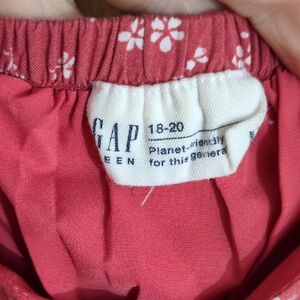 GAP
EEN
18-20
Planet-friendly
for this genera